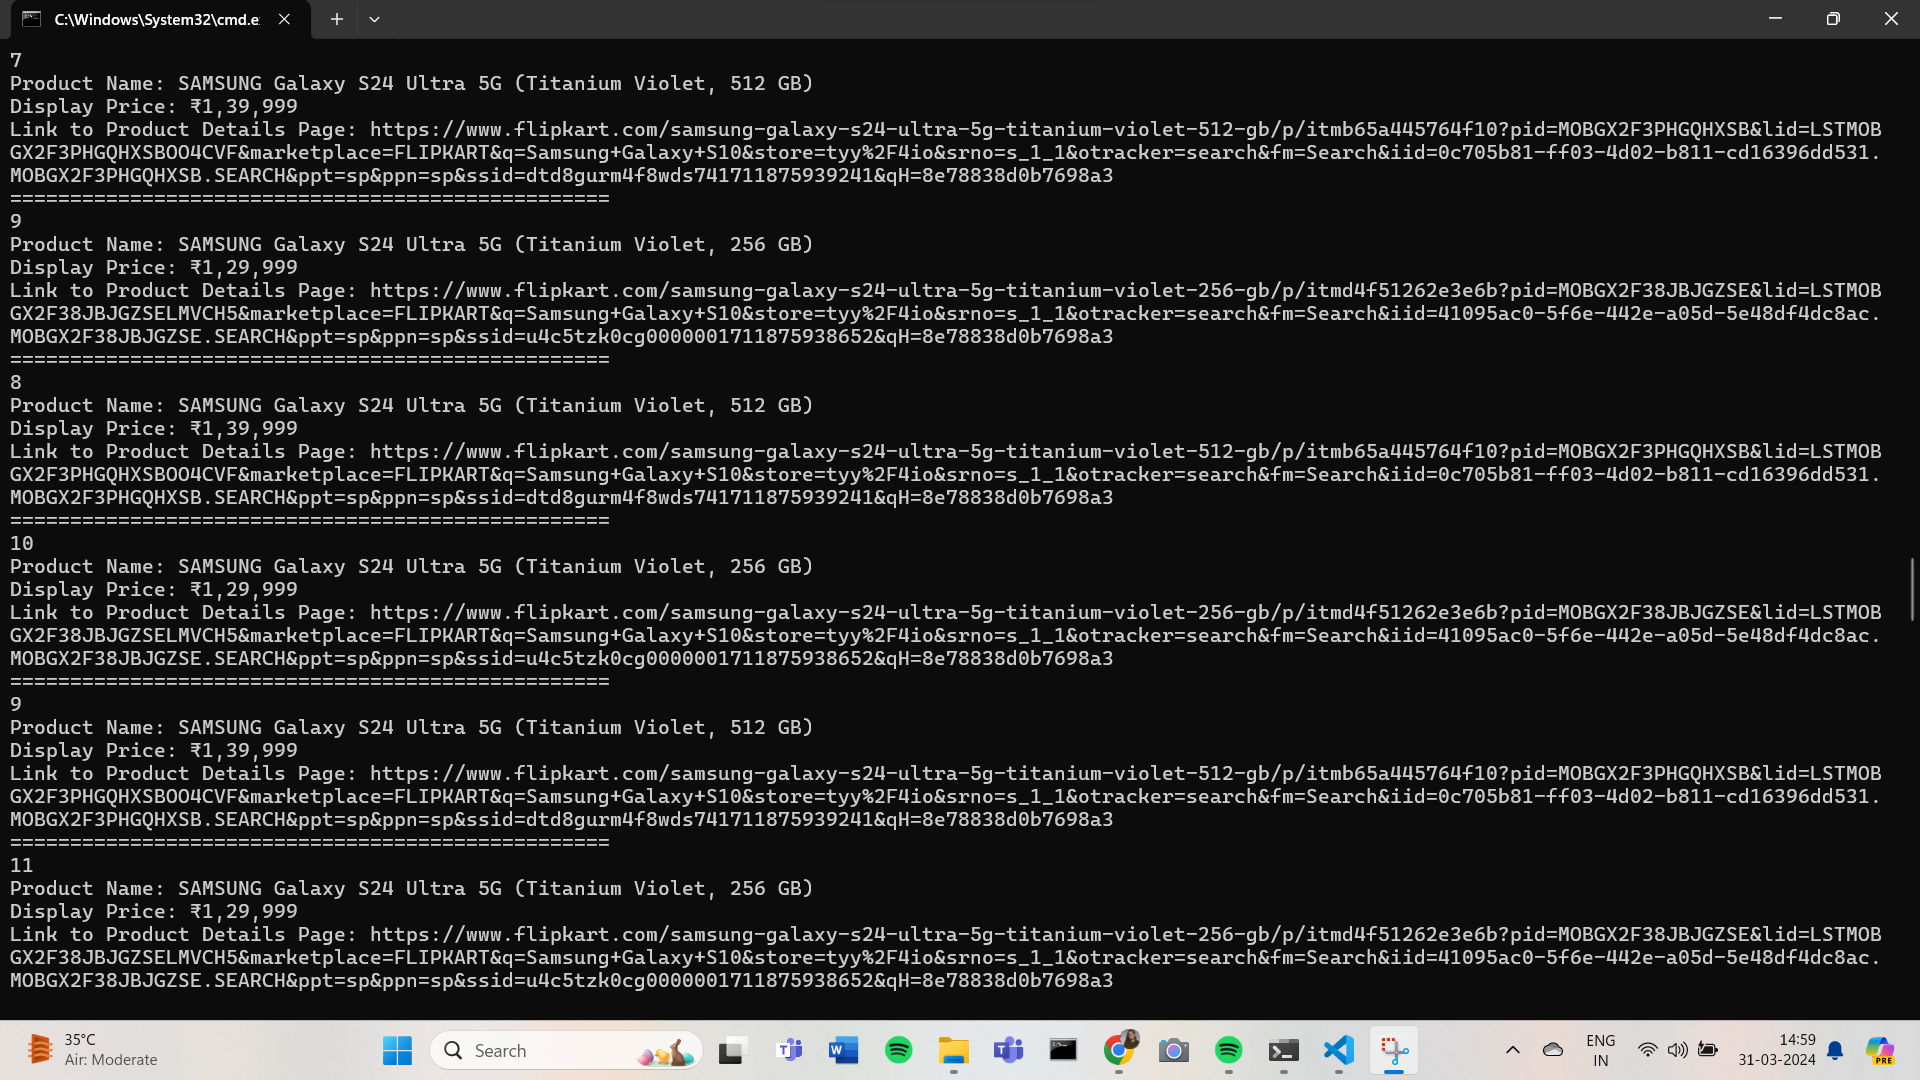 C:\Windows\System32\cmd.e
7
Product Name: SAMSUNG Galaxy S24 Ultra 5G (Titanium Violet, 512 GB)
Display Price: ₹1,39,999
Link to Product Details Page: https://www.flipkart.com/samsung-galaxy-s24-ultra-5g-titanium-violet-512-gb/p/itmb65a445764f10?pid=MOBGX2F3PHGQHXSB&lid=LSTMOB
GX2F3PHGQHXSBOO4CVF&marketplace=FLIPKART&q=Samsung+Galaxy+S10&store=tyy%2F4io&srno=s_1_1&otracker=search&fm=Search&iid=0c705b81-ff03-4d02-b811-cd16396dd531.
MOBGX2F3PHGQHXSB.SEARCH&ppt=sp&ppn=sp&ssid=dtd8gurm4f8wds741711875939241&qH=8e78838d0b7698a3
==================================================
9
Product Name: SAMSUNG Galaxy S24 Ultra 5G (Titanium Violet, 256 GB)
Display Price: ₹1,29,999
Link to Product Details Page: https://www.flipkart.com/samsung-galaxy-s24-ultra-5g-titanium-violet-256-gb/p/itmd4f51262e3e6b?pid=MOBGX2F38JBJGZSE&lid=LSTMOB
GX2F38JBJGZSELMVCH5&marketplace=FLIPKART&q=Samsung+Galaxy+S10&store=tyy%2F4io&srno=s_1_1&otracker=search&fm=Search&iid=41095ac0-5f6e-442e-a05d-5e48df4dc8ac.
MOBGX2F38JBJGZSE.SEARCH&ppt=sp&ppn=sp&ssid=u4c5tzk0cg0000001711875938652&qH=8e78838d0b7698a3
==================================================
8
Product Name: SAMSUNG Galaxy S24 Ultra 5G (Titanium Violet, 512 GB)
Display Price: ₹1,39,999
Link to Product Details Page: https://www.flipkart.com/samsung-galaxy-s24-ultra-5g-titanium-violet-512-gb/p/itmb65a445764f10?pid=MOBGX2F3PHGQHXSB&lid=LSTMOB
GX2F3PHGQHXSBOO4CVF&marketplace=FLIPKART&q=Samsung+Galaxy+S10&store=tyy%2F4io&srno=s_1_1&otracker=search&fm=Search&iid=0c705b81-ff03-4d02-b811-cd16396dd531.
MOBGX2F3PHGQHXSB.SEARCH&ppt=sp&ppn=sp&ssid=dtd8gurm4f8wds741711875939241&qH=8e78838d0b7698a3
==================================================
10
Product Name: SAMSUNG Galaxy S24 Ultra 5G (Titanium Violet, 256 GB)
Display Price: ₹1,29,999
Link to Product Details Page: https://www.flipkart.com/samsung-galaxy-s24-ultra-5g-titanium-violet-256-gb/p/itmd4f51262e3e6b?pid=MOBGX2F38JBJGZSE&lid=LSTMOB
GX2F38JBJGZSELMVCH5&marketplace=FLIPKART&q=Samsung+Galaxy+S10&store=tyy%2F4io&srno=s_1_1&otracker=search&fm=Search&iid=41095ac0-5f6e-442e-a05d-5e48df4dc8ac.
MOBGX2F38JBJGZSE.SEARCH&ppt=sp&ppn=sp&ssid=u4c5tzk0cg0000001711875938652&qH=8e78838d0b7698a3
==================================================
9
Product Name: SAMSUNG Galaxy S24 Ultra 5G (Titanium Violet, 512 GB)
Display Price: ₹1,39,999
Link to Product Details Page: https://www.flipkart.com/samsung-galaxy-s24-ultra-5g-titanium-violet-512-gb/p/itmb65a445764f10?pid=MOBGX2F3PHGQHXSB&lid=LSTMOB
GX2F3PHGQHXSBOO4CVF&marketplace=FLIPKART&q=Samsung+Galaxy+S10&store=tyy%2F4io&srno=s_1_1&otracker=search&fm=Search&iid=0c705b81-ff03-4d02-b811-cd16396dd531.
MOBGX2F3PHGQHXSB.SEARCH&ppt=sp&ppn=sp&ssid=dtd8gurm4f8wds741711875939241&qH=8e78838d0b7698a3
==================================================
11
Product Name: SAMSUNG Galaxy S24 Ultra 5G (Titanium Violet, 256 GB)
Display Price: ₹1,29,999
Link to Product Details Page: https://www.flipkart.com/samsung-galaxy-s24-ultra-5g-titanium-violet-256-gb/p/itmd4f51262e3e6b?pid=MOBGX2F38JBJGZSE&lid=LSTMOB
GX2F38JBJGZSELMVCH5&marketplace=FLIPKART&q=Samsung+Galaxy+S10&store=tyy%2F4io&srno=s_1_1&otracker=search&fm=Search&iid=41095ac0-5f6e-442e-a05d-5e48df4dc8ac.
MOBGX2F38JBJGZSE.SEARCH&ppt=sp&ppn=sp&ssid=u4c5tzk0cg0000001711875938652&qH=8e78838d0b7698a3
35°C
Air: Moderate
Search
ENG
IN
14:59
31-03-2024
PRE